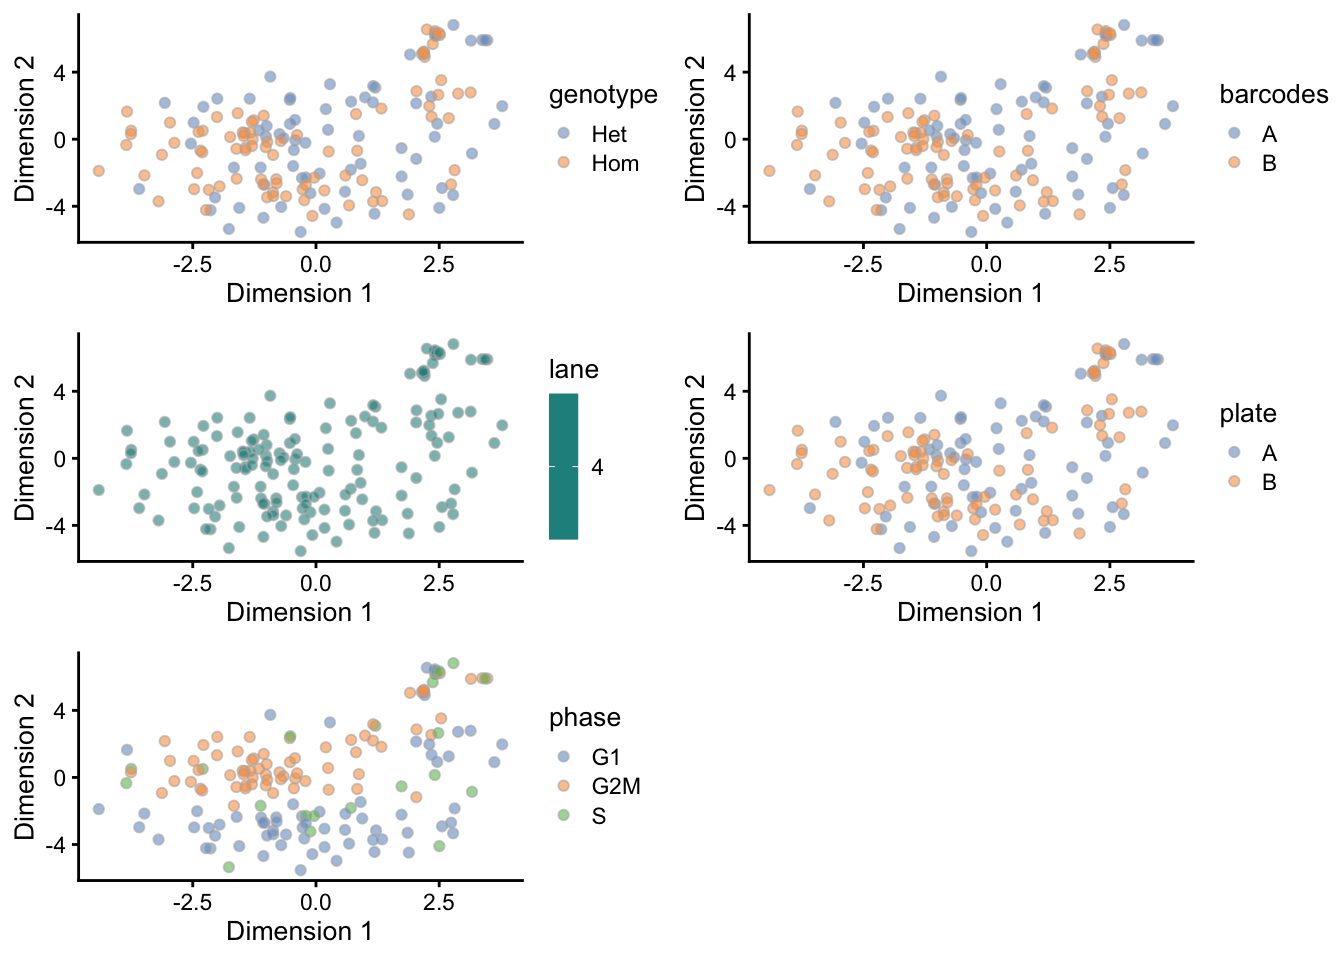 Dimension 2
4
0
-4
-2.5 0.0 2.5
Dimension 1
genotype
Het
Hom
Dimension 2
4
0
-4
-2.5 0.0 2.5
Dimension 1
barcodes
A
B
Dimension 2
4
0
-4
-2.5 0.0 2.5
Dimension 1
lane
4
Dimension 2
4
0
-4
-2.5 0.0 2.5
Dimension 1
plate
A
B
Dimension 2
4
0
-4
-2.5 0.0 2.5
Dimension 1
phase
G1
G2M
S